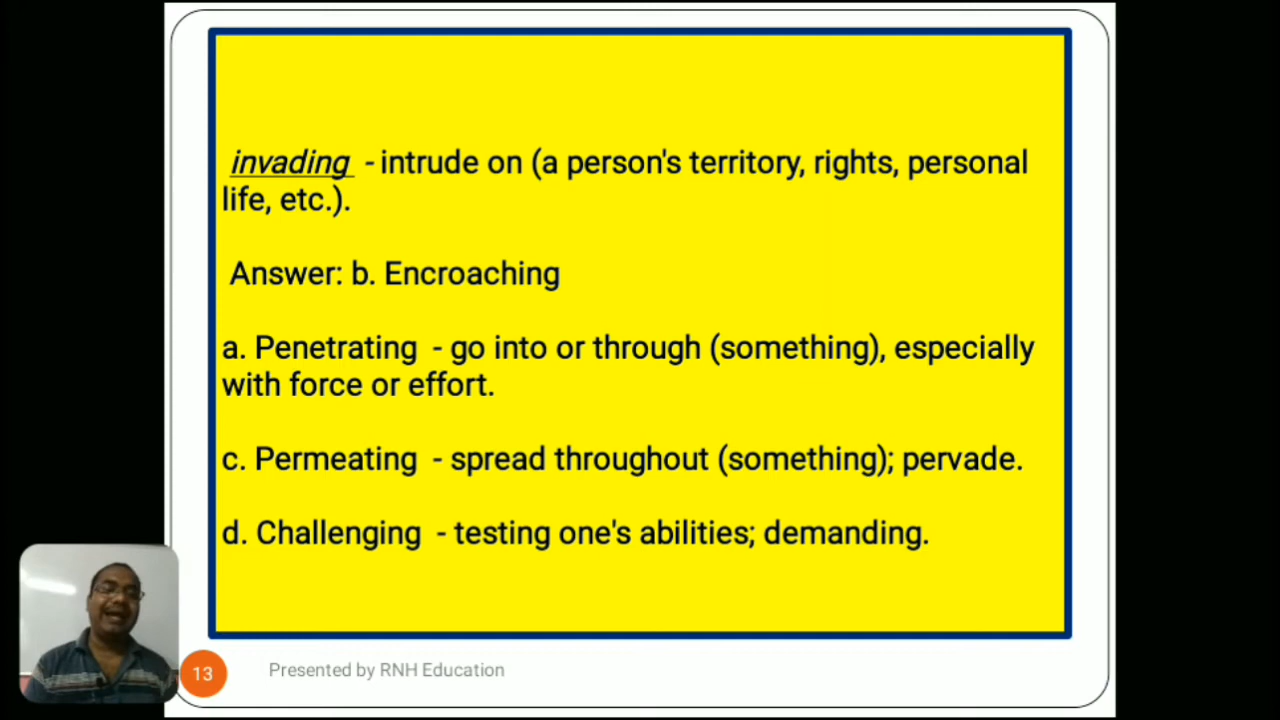 invading - intrude on (a person's territory, rights, personal
life, etc.).
Answer: b. Encroaching
a. Penetrating - go into or through (something), especially
with force or effort.
c. Permeating - spread throughout (something); pervade.
d. Challenging - testing one's abilities; demanding.
13 Presented by RNH Education